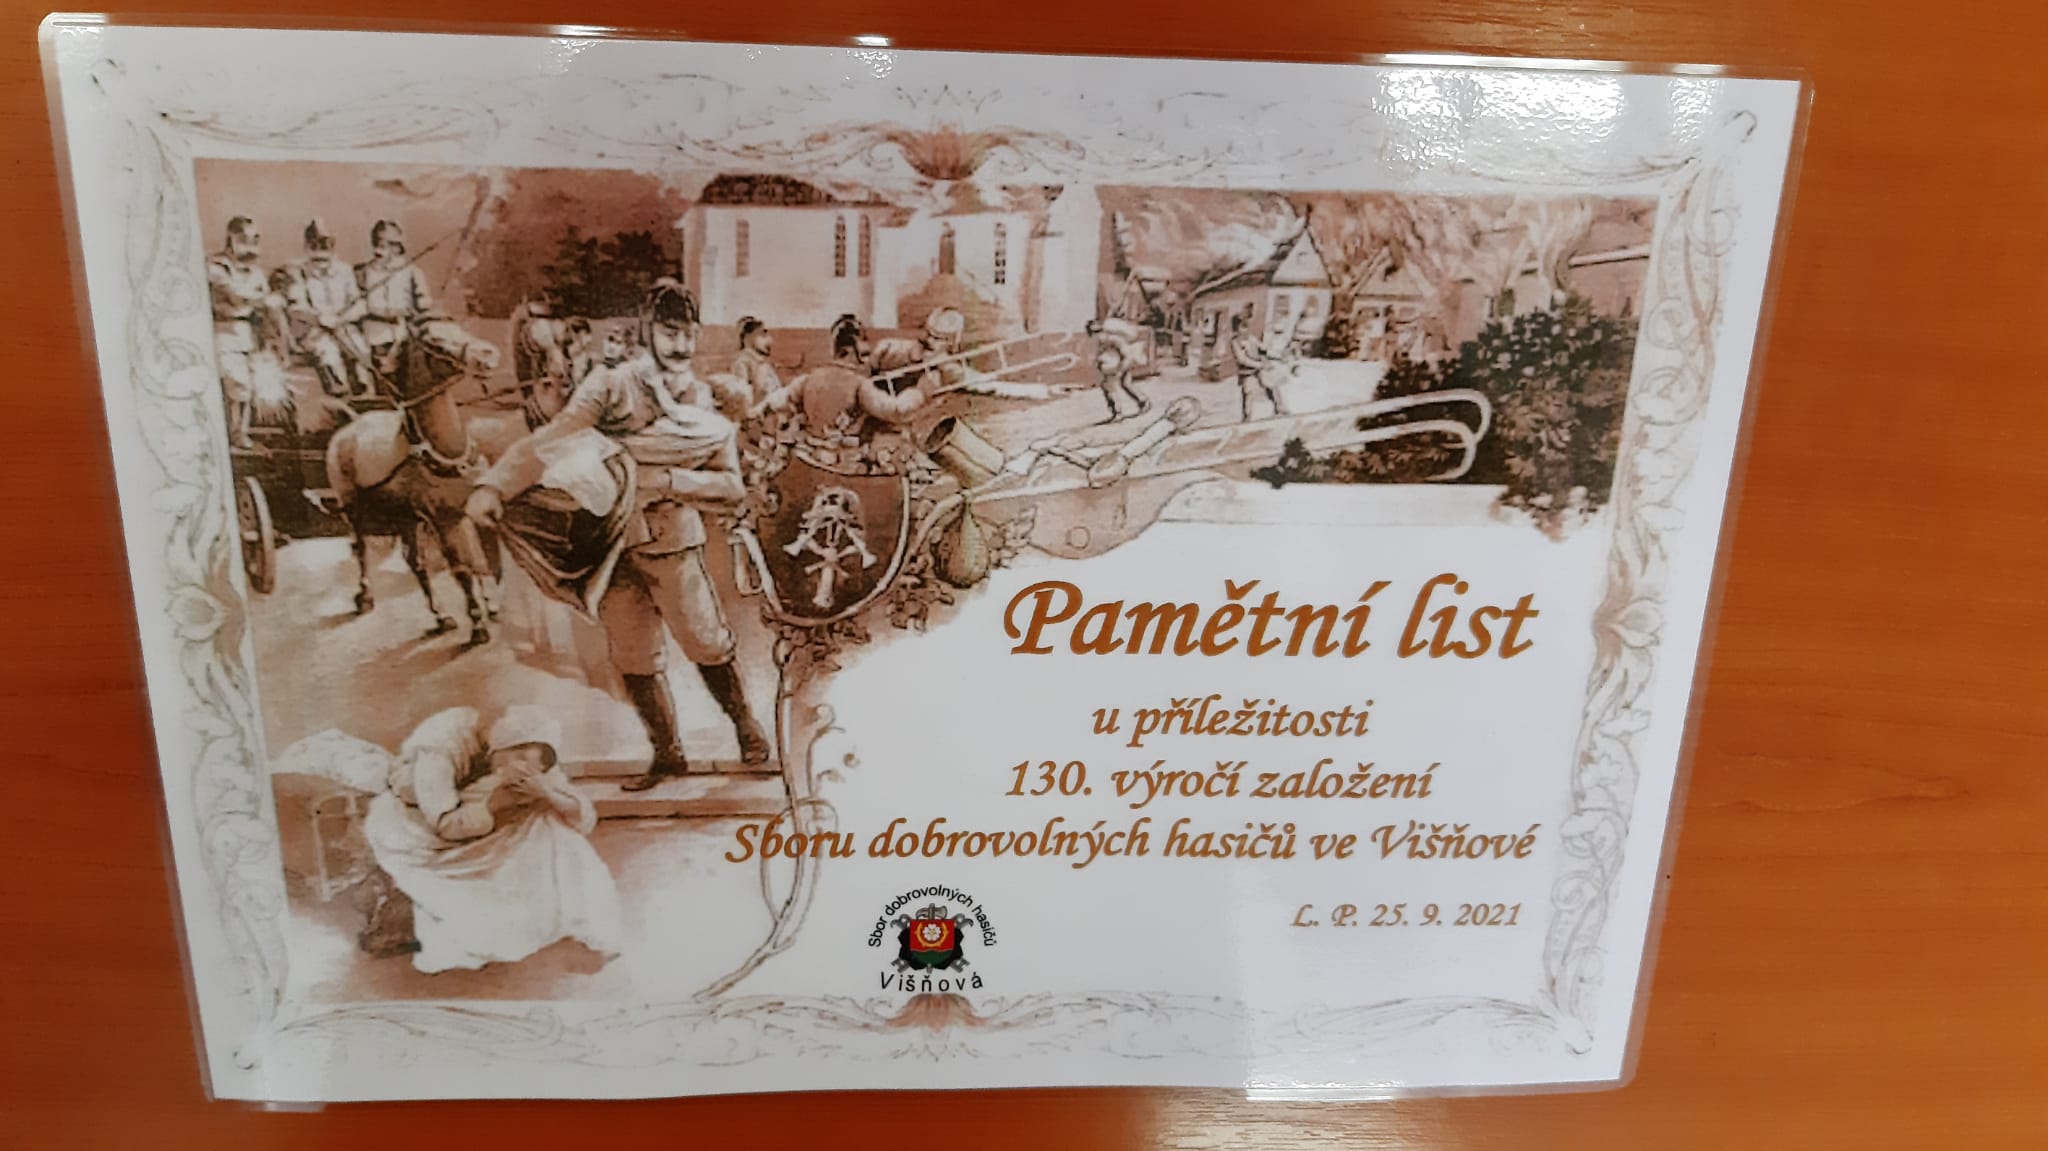 Pamětní list
u příležitosti
130. výročí založení
Sboru dobrovolných hasičů ve Višňové
L. P. 25. 9. 2021
Sbor dobrovolných hasičů
Višňová